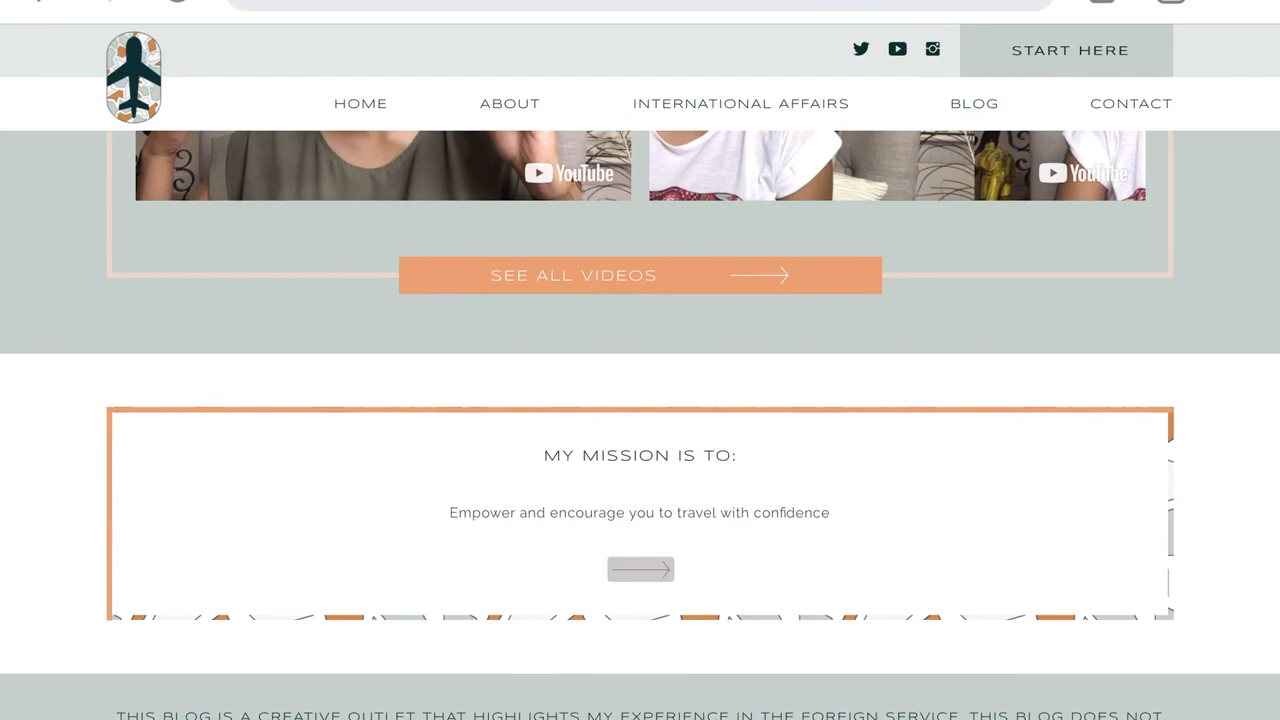 START HERE
HOME ABOUT INTERNATIONAL AFFAIRS BLOG CONTACT
YouTube YouTube
SEE ALL VIDEOS
MY MISSION IS TO:
Empower and encourage you to travel with confidence
THIS BLOG IS A CREATIVE OUTLET THAT HIGHLIGHTS MY EXPERIENCE IN THE FOREIGN SERVICE. THIS BLOG DOES NOT